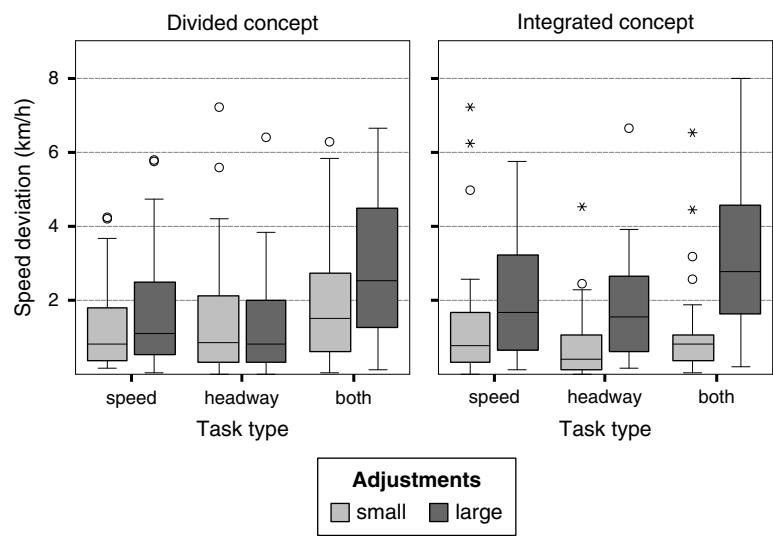 Divided concept
Integrated concept
Speed deviation (km/h)
8
6
4
2
speed headway both
speed headway both
Task type
Task type
Adjustments
small large